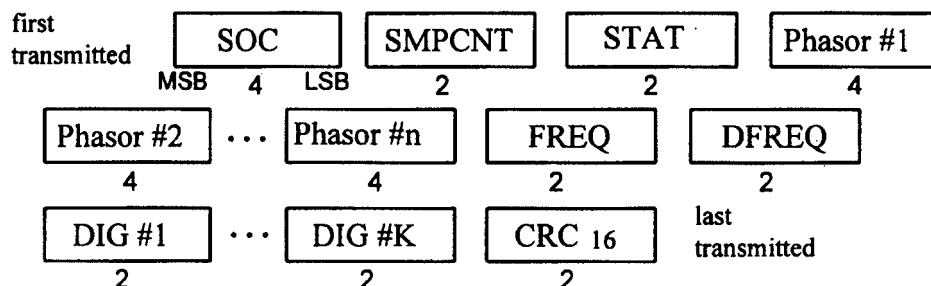 first transmitted SOC SMPCNT STAT Phasor #1
MSB 4 LSB 2 2 4
Phasor #2 ... Phasor #n FREQ DFREQ
4 4 2 2
DIG #1 ... DIG #K CRC 16 last transmitted
2 2 2